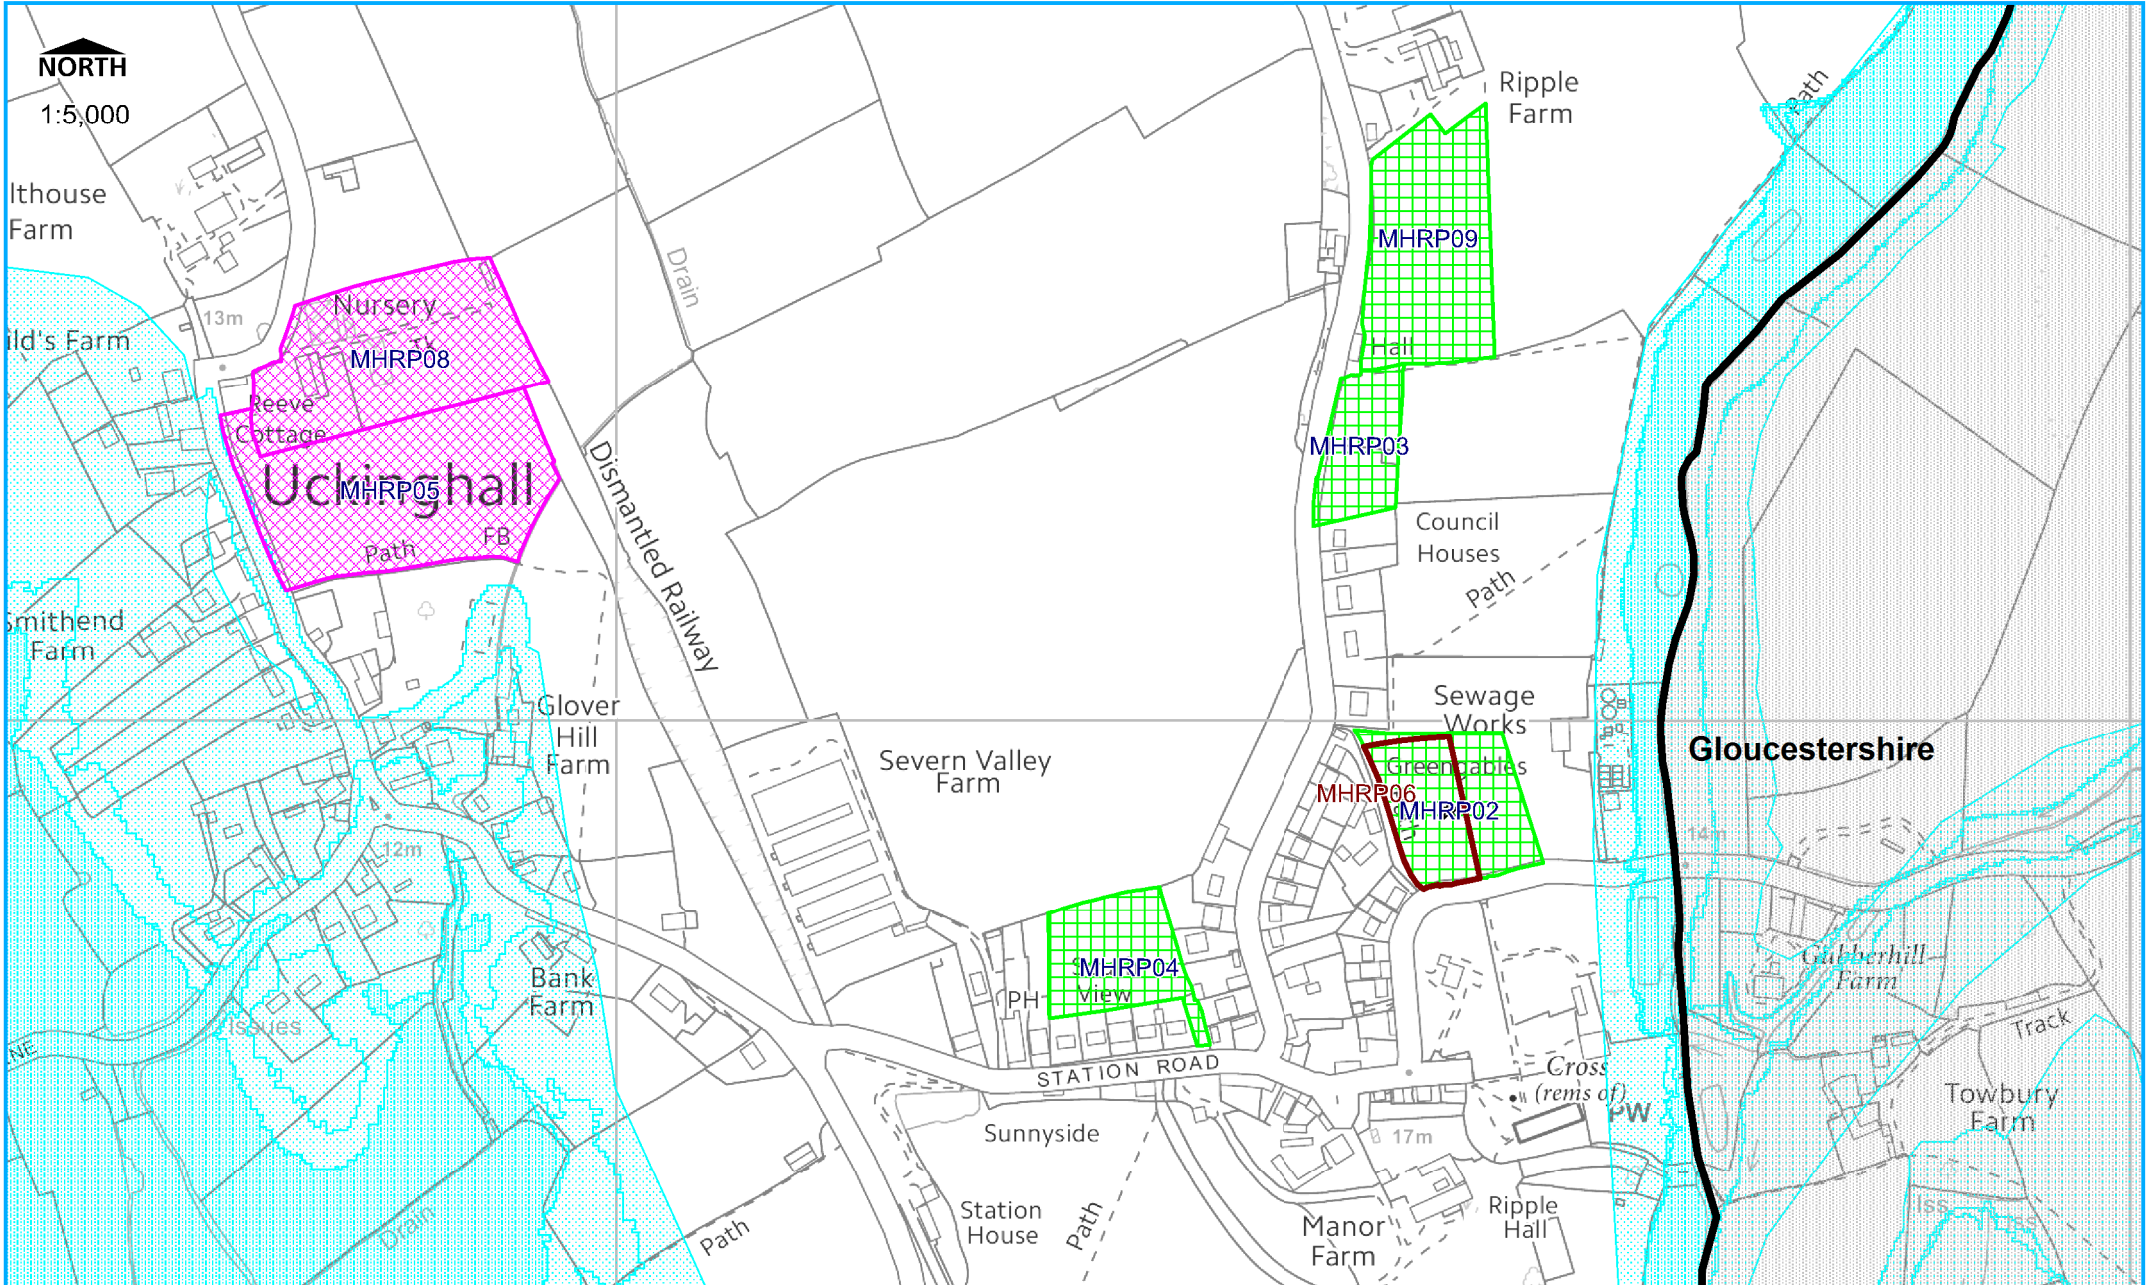 NORTH
1:5,000
Ripple
Farm
Path
lthouse
Farm
MHRP09
Drain
Nursery
13m
ild's Farm
MHRP08
Hall
Reeve
Cottage
MHRP03
Uckinghall
MHRP05
Dismantled Railway
Council
Houses
FB
Path
Path
Smithend
Farm
Glover
Hill
Farm
Sewage
Works
Severn Valley
Farm
Gloucestershire
Greengables
MHRP06
MHRP02
14m
12m
Gubberhill
Farm
MHRP04
View
PH
Bank
Farm
Issues
NE
Track
STATION ROAD
Cross
(rems of)
PW
Towbury
Farm
Sunnyside
17m
Station
House
Path
Path
Drain
Manor
Farm
Ripple
Hall
Iss
Iss